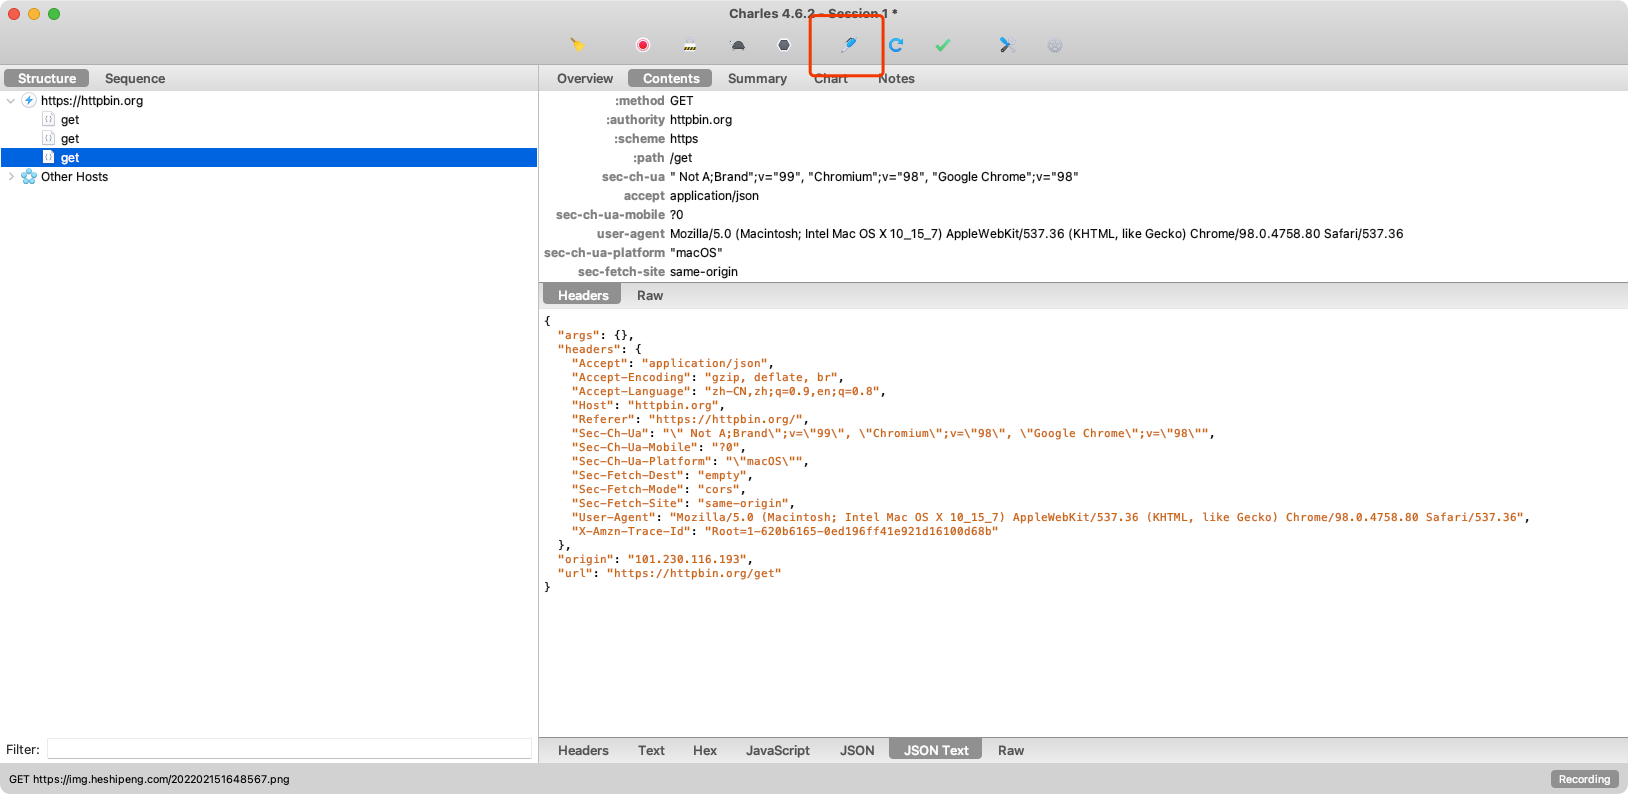 Charles 4.6.2 - Session 1 *
Structure Sequence
Overview Contents Summary Chart Notes
https://httpbin.org
get
get
get
Other Hosts
:method GET
:authority httpbin.org
:scheme https
:path /get
sec-ch-ua " Not A;Brand";v="99", "Chromium";v="98", "Google Chrome";v="98"
accept application/json
sec-ch-ua-mobile ?0
user-agent Mozilla/5.0 (Macintosh; Intel Mac OS X 10_15_7) AppleWebKit/537.36 (KHTML, like Gecko) Chrome/98.0.4758.80 Safari/537.36
sec-ch-ua-platform "macOS"
sec-fetch-site same-origin
Headers Raw
{
"args": {},
"headers": {
"Accept": "application/json",
"Accept-Encoding": "gzip, deflate, br",
"Accept-Language": "zh-CN,zh;q=0.9,en;q=0.8",
"Host": "httpbin.org",
"Referer": "https://httpbin.org/",
"Sec-Ch-Ua": "\" Not A;Brand\";v=\"99\", \"Chromium\";v=\"98\", \"Google Chrome\";v=\"98\"",
"Sec-Ch-Ua-Mobile": "?0",
"Sec-Ch-Ua-Platform": "\"macOS\"",
"Sec-Fetch-Dest": "empty",
"Sec-Fetch-Mode": "cors",
"Sec-Fetch-Site": "same-origin",
"User-Agent": "Mozilla/5.0 (Macintosh; Intel Mac OS X 10_15_7) AppleWebKit/537.36 (KHTML, like Gecko) Chrome/98.0.4758.80 Safari/537.36",
"X-Amzn-Trace-Id": "Root=1-620b6165-0ed196ff41e921d16100d68b"
},
"origin": "101.230.116.193",
"url": "https://httpbin.org/get"
}
Filter:
Headers Text Hex JavaScript JSON JSON Text Raw
GET https://img.heshipeng.com/202202151648567.png
Recording